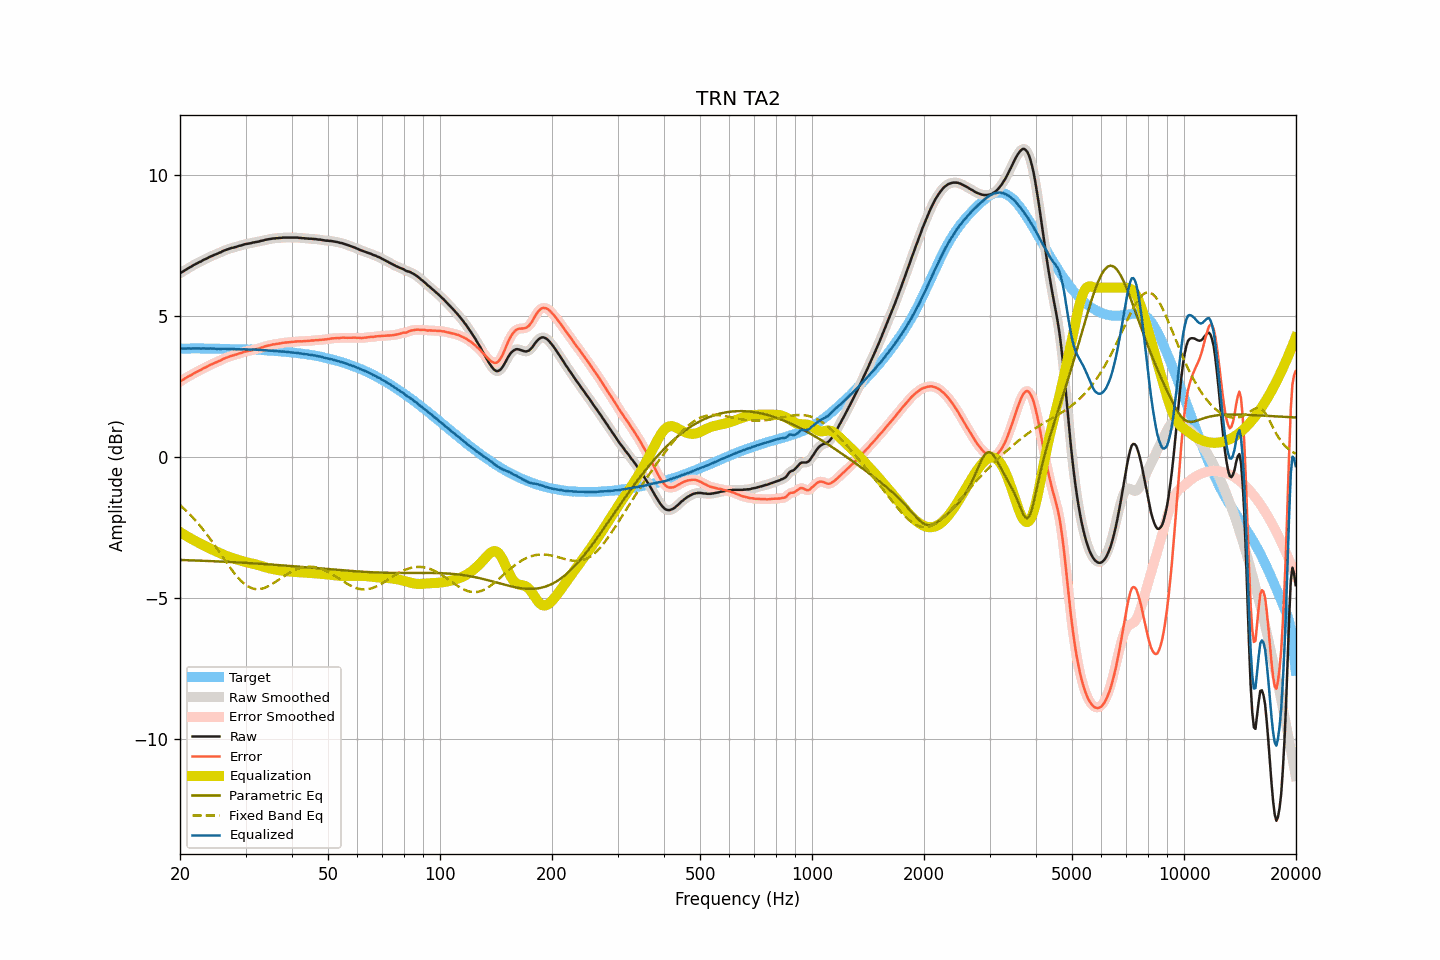 TRN TA2
Amplitude (dBr)
10
5
0
−5
−10
Target
Raw Smoothed
Error Smoothed
Raw
Error
Equalization
Parametric Eq
Fixed Band Eq
Equalized
20 50 100 200 500 1000 2000 5000 10000 20000
Frequency (Hz)